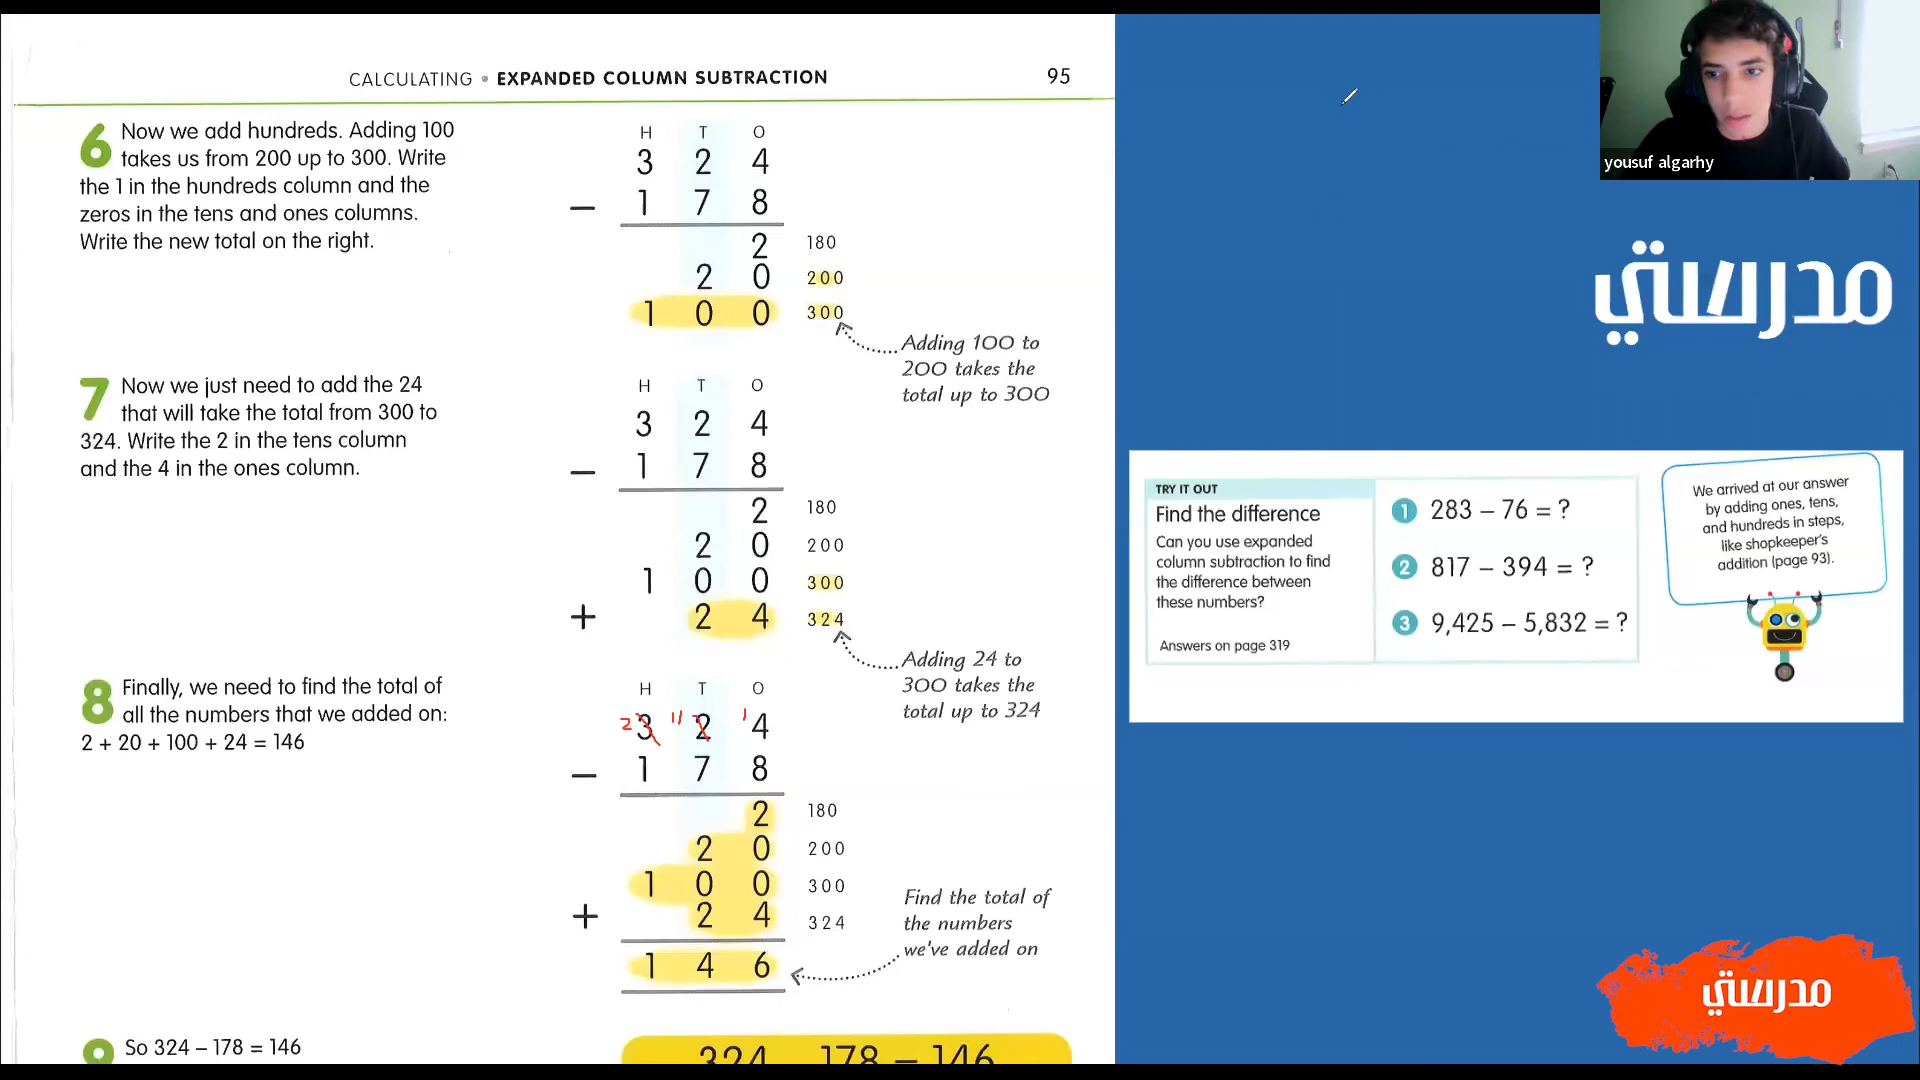 CALCULATING • EXPANDED COLUMN SUBTRACTION 95
6 Now we add hundreds. Adding 100
takes us from 200 up to 300. Write
the 1 in the hundreds column and the
zeros in the tens and ones columns.
Write the new total on the right.
H T O
3 2 4
− 1 7 8
2 180
2 0 200
1 0 0 300
Adding 100 to
200 takes the
total up to 300
7 Now we just need to add the 24
that will take the total from 300 to
324. Write the 2 in the tens column
and the 4 in the ones column.
H T O
3 2 4
− 1 7 8
2 180
2 0 200
1 0 0 300
+ 2 4 324
Adding 24 to
300 takes the
total up to 324
8 Finally, we need to find the total of
all the numbers that we added on:
2 + 20 + 100 + 24 = 146
H T O
2 11 1
3 2 4
− 1 7 8
2 180
2 0 200
1 0 0 300
+ 2 4 324
1 4 6
Find the total of
the numbers
we've added on
9 So 324 – 178 = 146
324 – 178 = 146
yousuf algarhy
مدرستي
TRY IT OUT
Find the difference
Can you use expanded
column subtraction to find
the difference between
these numbers?
Answers on page 319
1 283 – 76 = ?
2 817 – 394 = ?
3 9,425 – 5,832 = ?
We arrived at our answer
by adding ones, tens,
and hundreds in steps,
like shopkeeper's
addition (page 93).
مدرستي